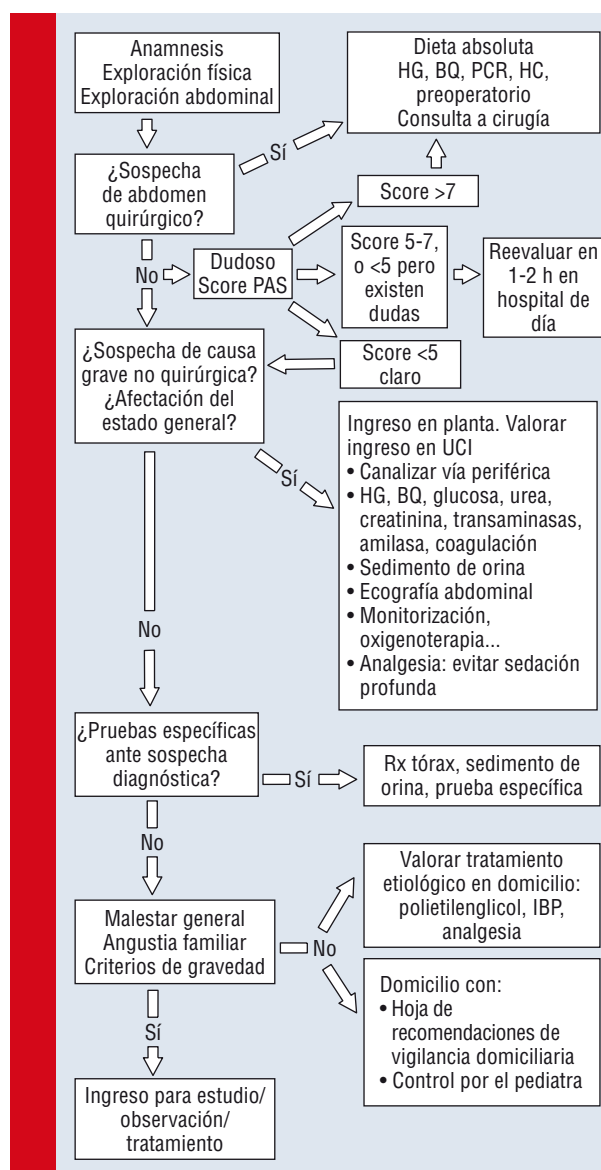 Anamnesis
Exploración física
Exploración abdominal
Dieta absoluta
HG, BQ, PCR, HC,
preoperatorio
Consulta a cirugía
Sí
¿Sospecha
de abdomen
quirúrgico?
Score >7
No
Dudoso
Score PAS
Score 5-7,
o <5 pero
existen
dudas
Reevaluar en
1-2 h en
hospital de
día
¿Sospecha de causa
grave no quirúrgica?
¿Afectación del
estado general?
Score <5
claro
Sí
Ingreso en planta. Valorar
ingreso en UCI
• Canalizar vía periférica
• HG, BQ, glucosa, urea,
creatinina, transaminasas,
amilasa, coagulación
• Sedimento de orina
• Ecografía abdominal
• Monitorización,
oxigenoterapia...
• Analgesia: evitar sedación
profunda
No
¿Pruebas específicas
ante sospecha
diagnóstica?
Sí
Rx tórax, sedimento de
orina, prueba específica
No
Malestar general
Angustia familiar
Criterios de gravedad
No
Valorar tratamiento
etiológico en domicilio:
polietilenglicol, IBP,
analgesia
Domicilio con:
• Hoja de
recomendaciones de
vigilancia domiciliaria
• Control por el pediatra
Sí
Ingreso para estudio/
observación/
tratamiento